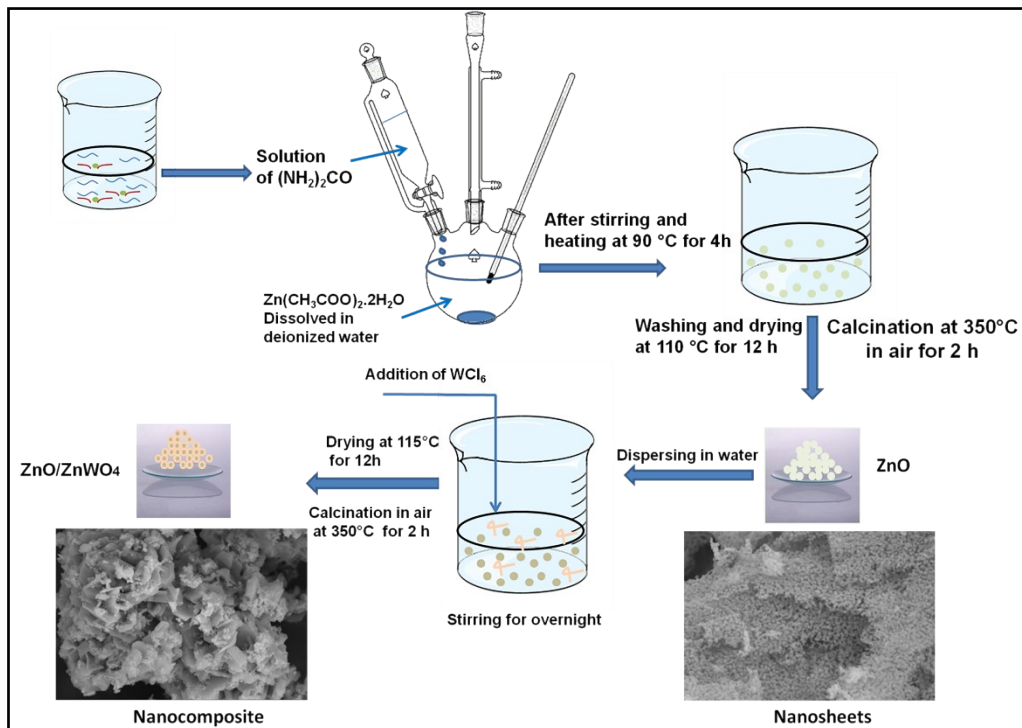 Solution
of (NH₂)₂CO
Zn(CH₃COO)₂.2H₂O
Dissolved in
deionized water
After stirring and
heating at 90 °C for 4h
Washing and drying
at 110 °C for 12 h
Calcination at 350°C
in air for 2 h
ZnO
Dispersing in water
Addition of WCl₆
Stirring for overnight
Drying at 115°C
for 12h
Calcination in air
at 350°C for 2 h
ZnO/ZnWO₄
Nanocomposite
Nanosheets